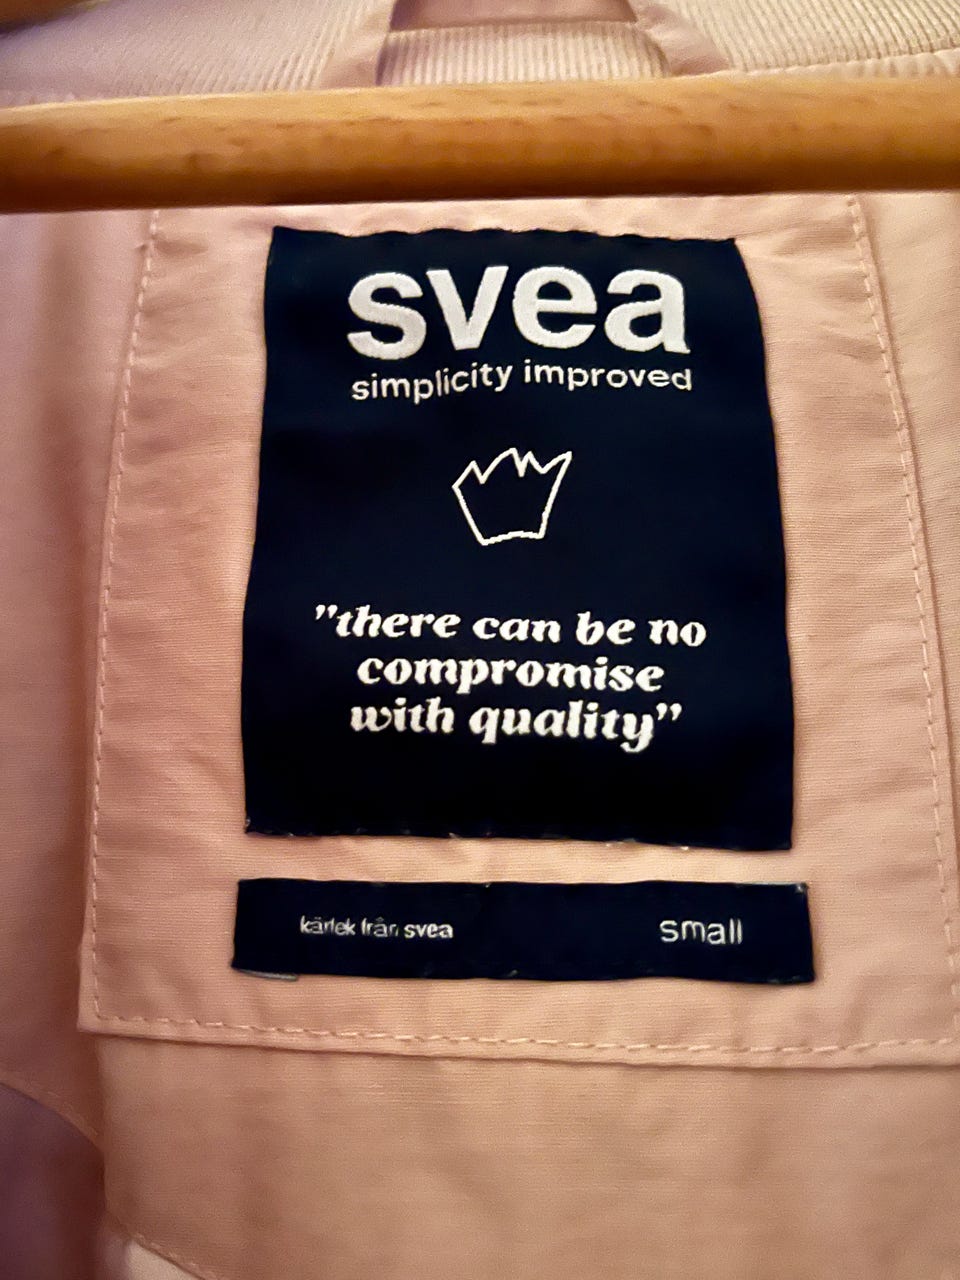 svea
simplicity improved
”there can be no
compromise
with quality”
kärlek från svea
small